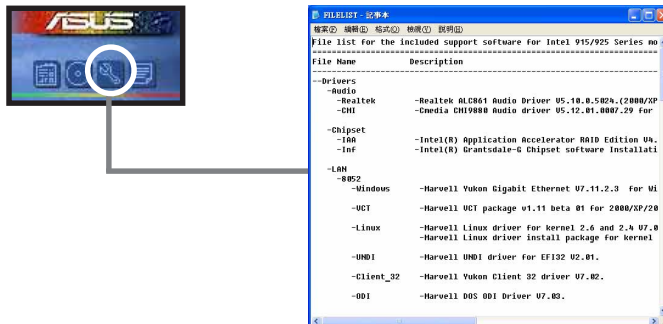 ASUS
FILELIST - 記事本
檔案(F) 編輯(E) 格式(O) 檢視(V) 說明(H)
File list for the included support software for Intel 915/925 Series mo
File Name Description
--Drivers
-Audio
-Realtek -Realtek ALC861 Audio Driver V5.10.0.5024.(2000/XP
-CMI -Cmedia CMI9880 Audio driver V5.12.01.0007.29 for
-Chipset
-IAA -Intel(R) Application Accelerator RAID Edition V4.
-Inf -Intel(R) Grantsdale-G Chipset software Installati
-LAN
-8052
-Windows -Marvell Yukon Gigabit Ethernet V7.11.2.3 for Wi
-VCT -Marvell VCT package v1.11 beta 01 for 2000/XP/20
-Linux -Marvell Linux driver for kernel 2.6 and 2.4 V7.0
-Marvell Linux driver install package for kernel
-UNDI -Marvell UNDI driver for EFI32 V2.01.
-Client_32 -Marvell Yukon Client 32 driver V7.02.
-ODI -Marvell DOS ODI Driver V7.03.